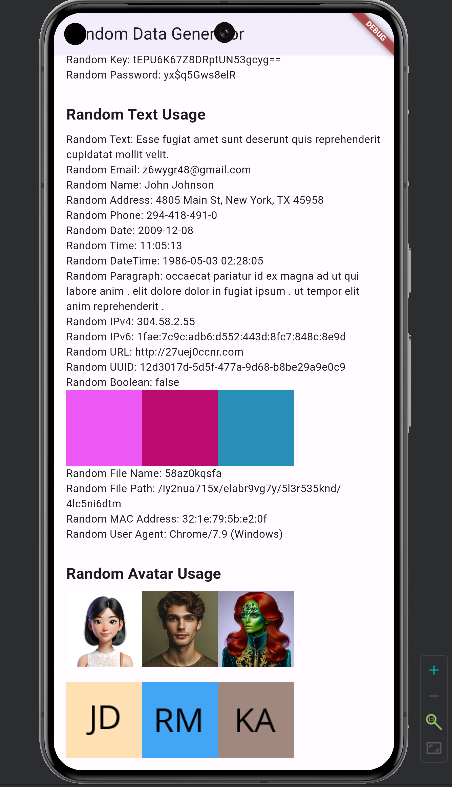 ndom Data Gener or
DEBUG
Random Key: tEPU6K67Z8DRptUN53gcyg==
Random Password: yx$q5Gws8elR
Random Text Usage
Random Text: Esse fugiat amet sunt deserunt quis reprehenderit
cupidatat mollit velit.
Random Email: z6wygr48@gmail.com
Random Name: John Johnson
Random Address: 4805 Main St, New York, TX 45958
Random Phone: 294-418-491-0
Random Date: 2009-12-08
Random Time: 11:05:13
Random DateTime: 1986-05-03 02:28:05
Random Paragraph: occaecat pariatur id ex magna ad ut qui
labore anim . elit dolore dolor in fugiat ipsum . ut tempor elit
anim reprehenderit .
Random IPv4: 304.58.2.55
Random IPv6: 1fae:7c9c:adb6:d552:443d:8fc7:848c:8e9d
Random URL: http://27uej0ccnr.com
Random UUID: 12d3017d-5d5f-477a-9d68-b8be29a9e0c9
Random Boolean: false
Random File Name: 58az0kqsfa
Random File Path: /iy2nua715x/elabr9vg7y/5l3r535knd/
4lc5ni6dtm
Random MAC Address: 32:1e:79:5b:e2:0f
Random User Agent: Chrome/7.9 (Windows)
Random Avatar Usage
JD RM KA